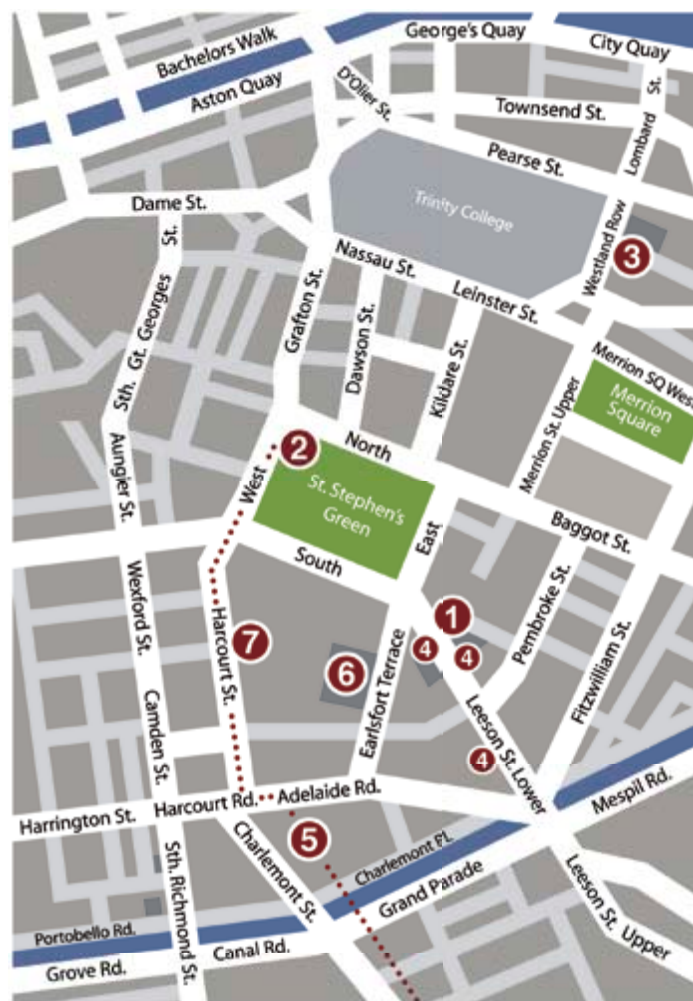 George's Quay
City Quay
Bachelors Walk
Aston Quay
D'Olier St.
Townsend St.
Lombard St.
Pearse St.
Trinity College
Dame St.
Westland Row
3
Nassau St.
Leinster St.
Sth. Gt. Georges St.
Grafton St.
Dawson St.
Kildare St.
Merrion SQ West
Merrion St. Upper
Merrion
Square
2
North
West
St. Stephen's
Green
East
South
Baggot St.
Aungier St.
Wexford St.
1
4
4
Pembroke St.
Fitzwilliam St.
7
Harcourt St.
6
Earlsfort Terrace
Camden St.
Leeson St. Lower
4
Mespil Rd.
Harrington St.
Harcourt Rd.
Adelaide Rd.
5
Charlemont Pl.
Charlemont St.
Grand Parade
Leeson St. Upper
Sth. Richmond St.
Portobello Rd.
Canal Rd.
Grove Rd.